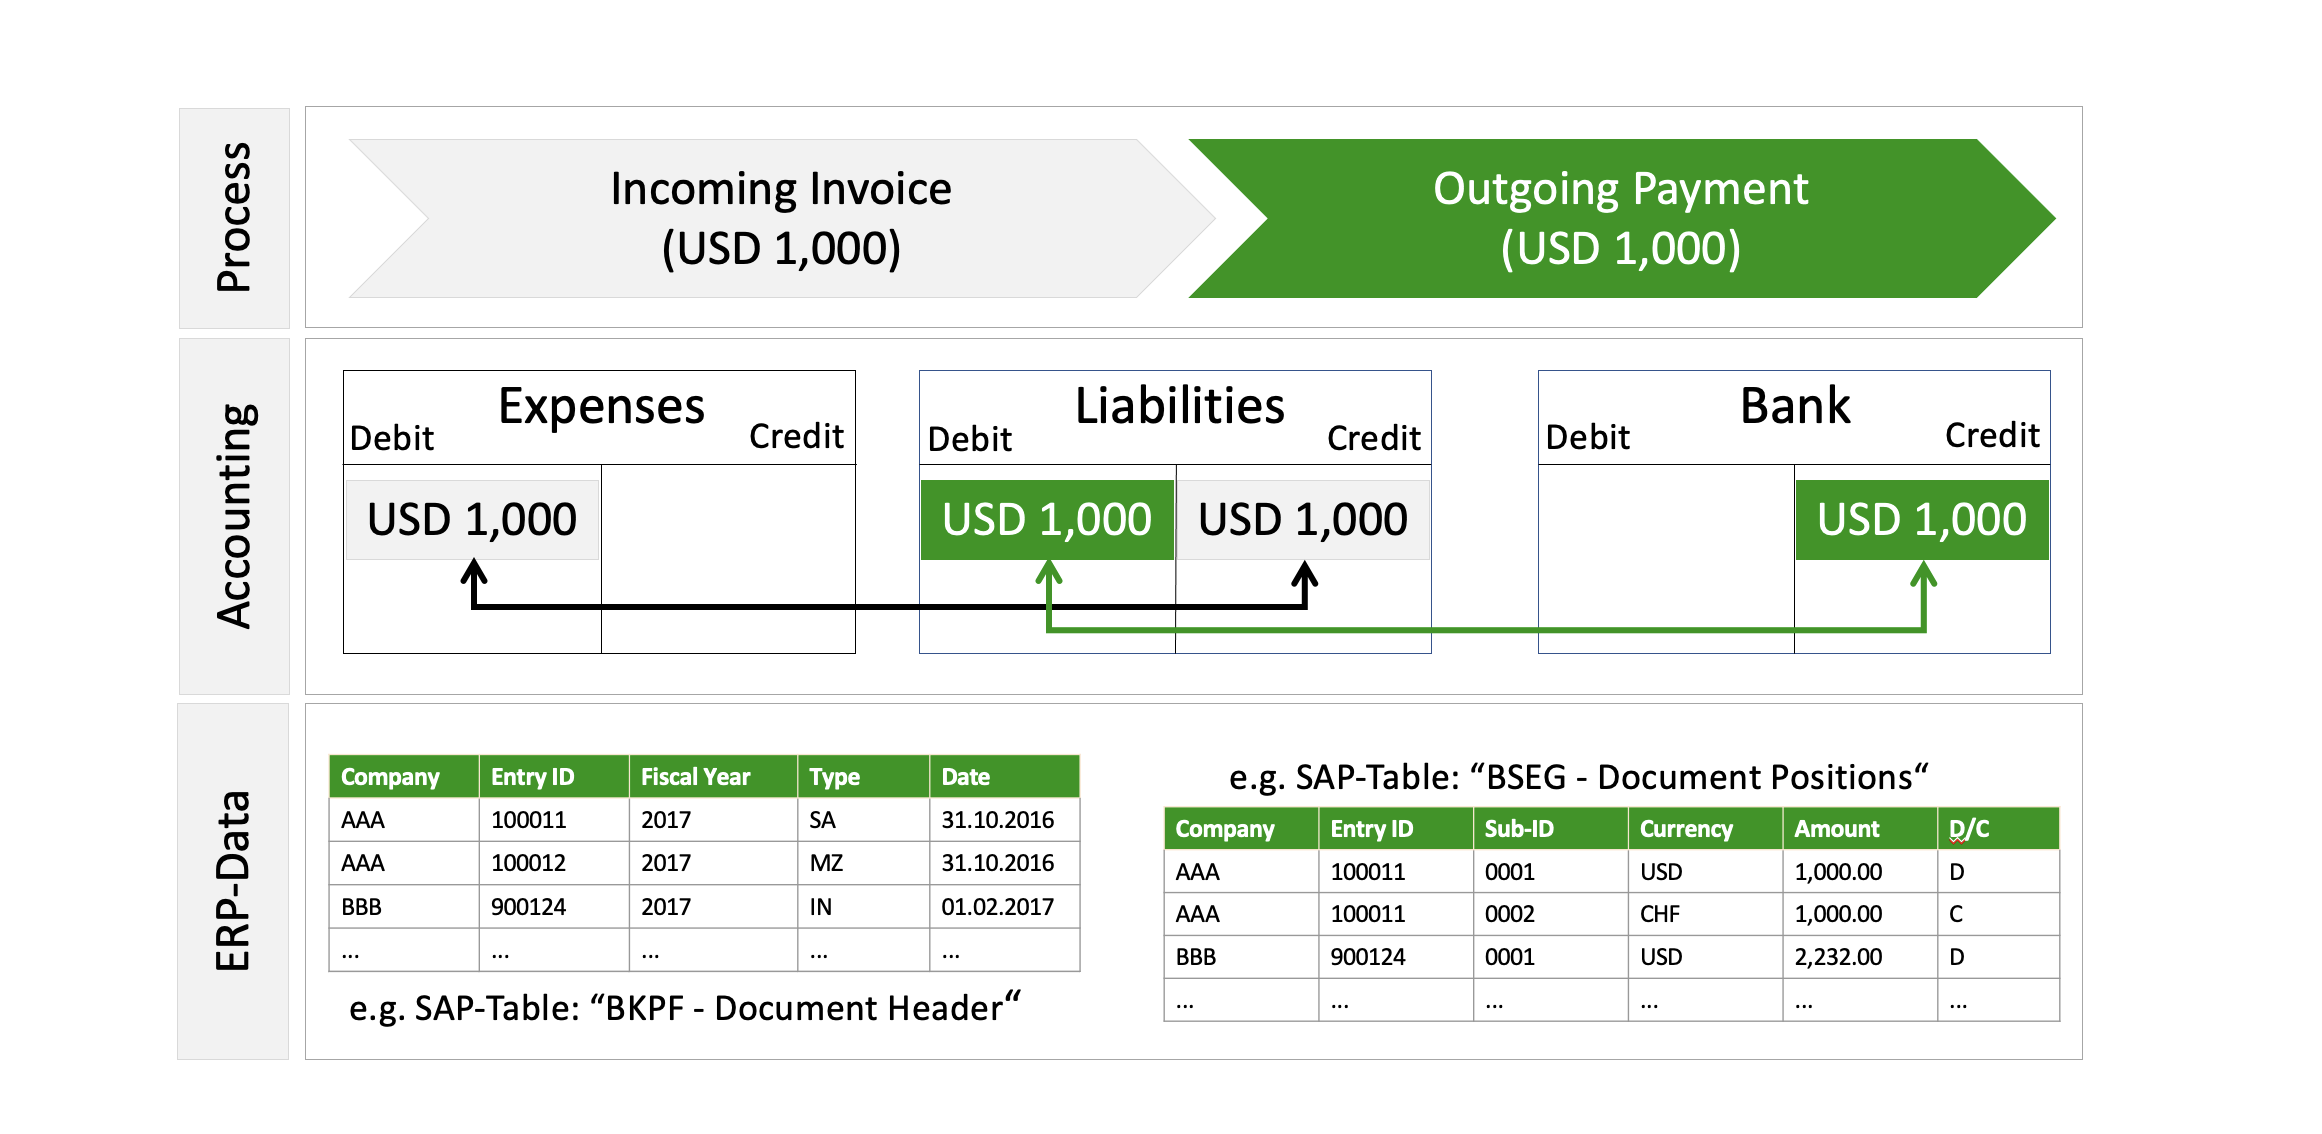 Process
Incoming Invoice
(USD 1,000)
Outgoing Payment
(USD 1,000)
Accounting
Expenses
Debit Credit
USD 1,000
Liabilities
Debit Credit
USD 1,000 USD 1,000
Bank
Debit Credit
USD 1,000
ERP-Data
Company Entry ID Fiscal Year Type Date
AAA 100011 2017 SA 31.10.2016
AAA 100012 2017 MZ 31.10.2016
BBB 900124 2017 IN 01.02.2017
... ... ... ... ...
e.g. SAP-Table: “BKPF - Document Header“
e.g. SAP-Table: “BSEG - Document Positions“
Company Entry ID Sub-ID Currency Amount D/C
AAA 100011 0001 USD 1,000.00 D
AAA 100011 0002 CHF 1,000.00 C
BBB 900124 0001 USD 2,232.00 D
... ... ... ... ... ...